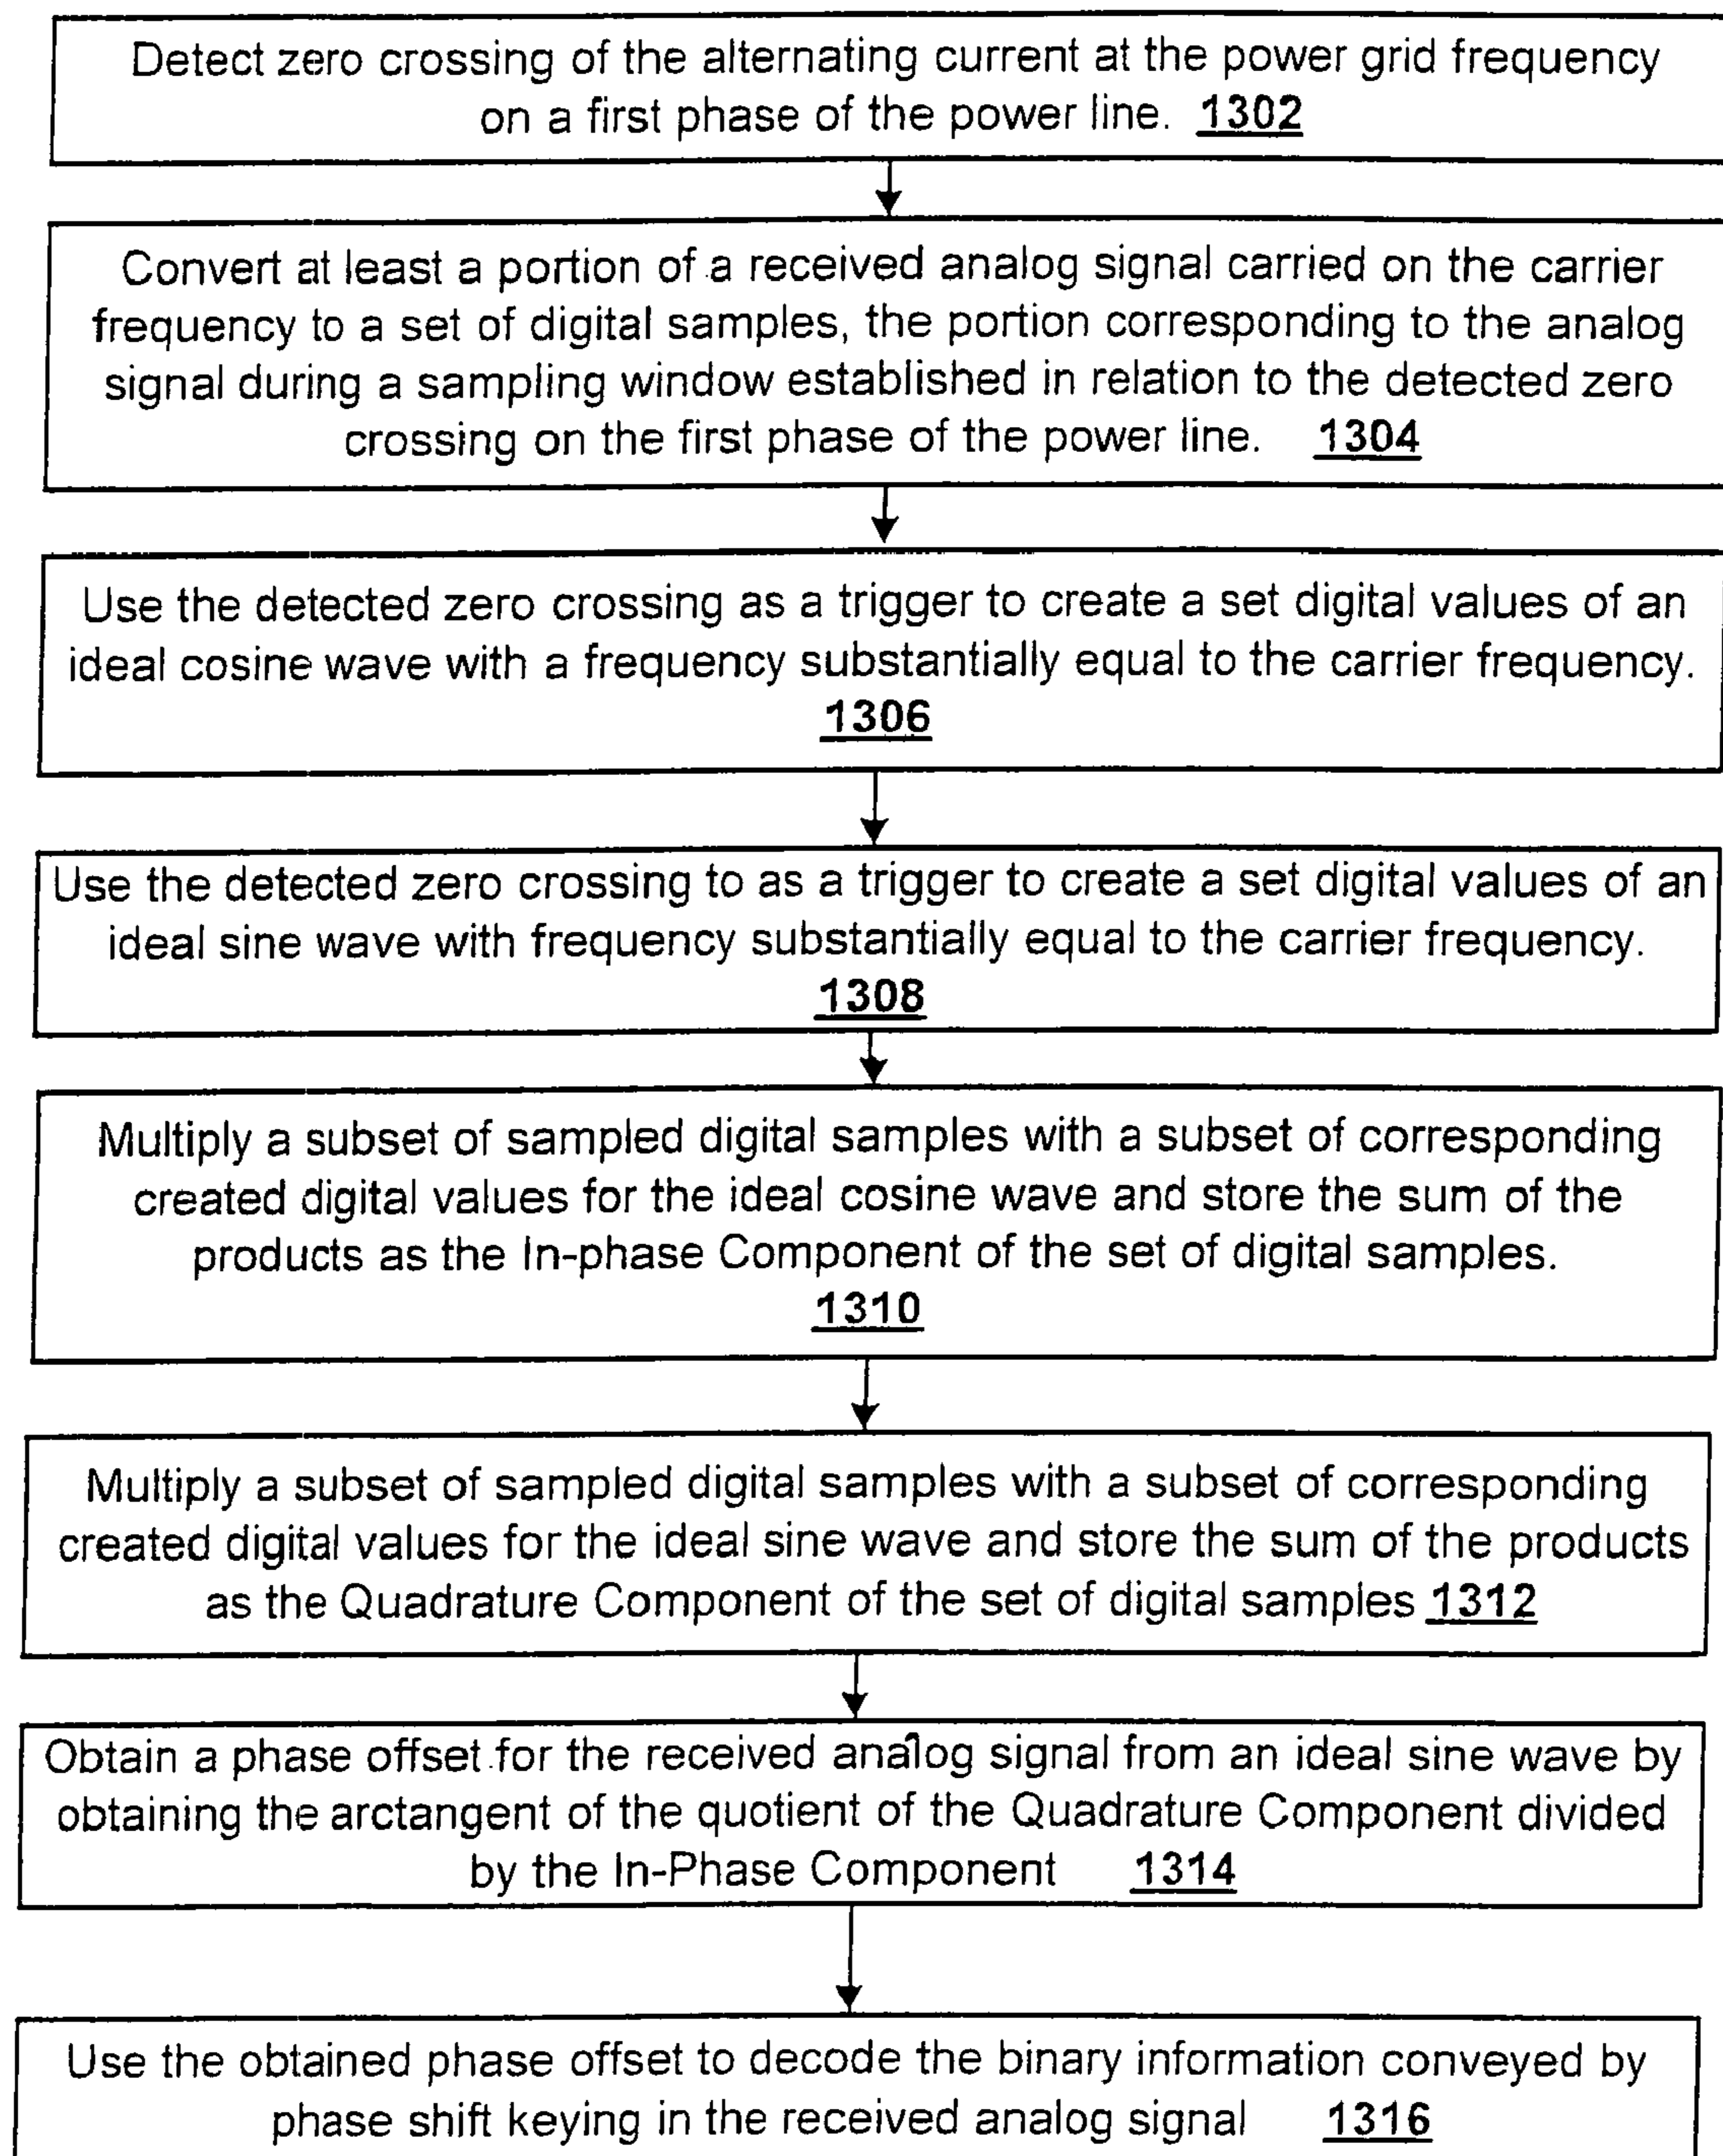 Detect zero crossing of the alternating current at the power grid frequency
on a first phase of the power line. 1302
Convert at least a portion of a received analog signal carried on the carrier
frequency to a set of digital samples, the portion corresponding to the analog
signal during a sampling window established in relation to the detected zero
crossing on the first phase of the power line. 1304
Use the detected zero crossing as a trigger to create a set digital values of an
ideal cosine wave with a frequency substantially equal to the carrier frequency.
1306
Use the detected zero crossing to as a trigger to create a set digital values of an
ideal sine wave with frequency substantially equal to the carrier frequency.
1308
Multiply a subset of sampled digital samples with a subset of corresponding
created digital values for the ideal cosine wave and store the sum of the
products as the In-phase Component of the set of digital samples.
1310
Multiply a subset of sampled digital samples with a subset of corresponding
created digital values for the ideal sine wave and store the sum of the products
as the Quadrature Component of the set of digital samples 1312
Obtain a phase offset for the received analog signal from an ideal sine wave by
obtaining the arctangent of the quotient of the Quadrature Component divided
by the In-Phase Component 1314
Use the obtained phase offset to decode the binary information conveyed by
phase shift keying in the received analog signal 1316